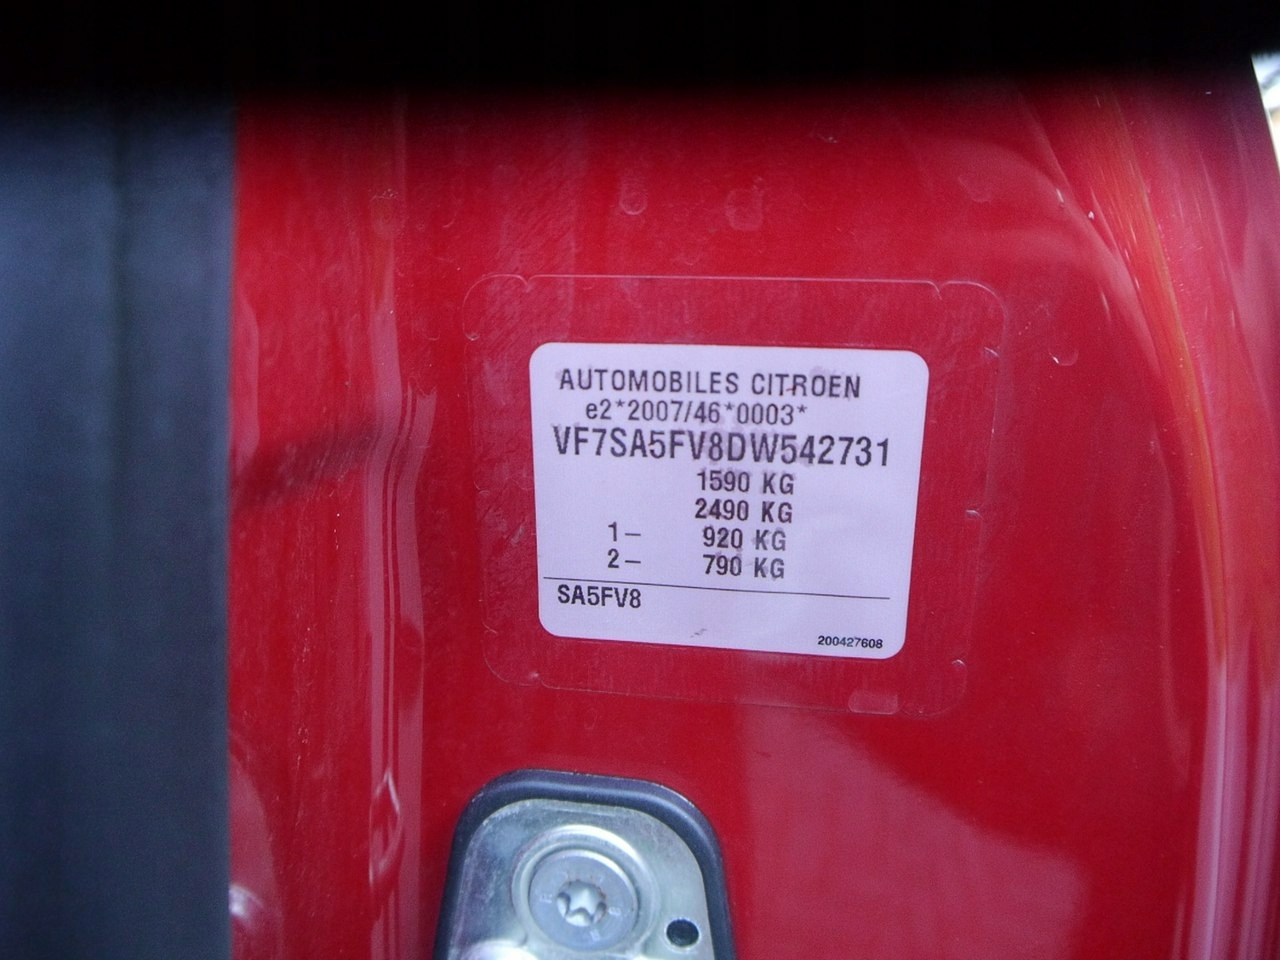 AUTOMOBILES CITROEN
e2*2007/46*0003*
VF7SA5FV8DW542731
1590 KG
2490 KG
1– 920 KG
2– 790 KG
SA5FV8
200427608